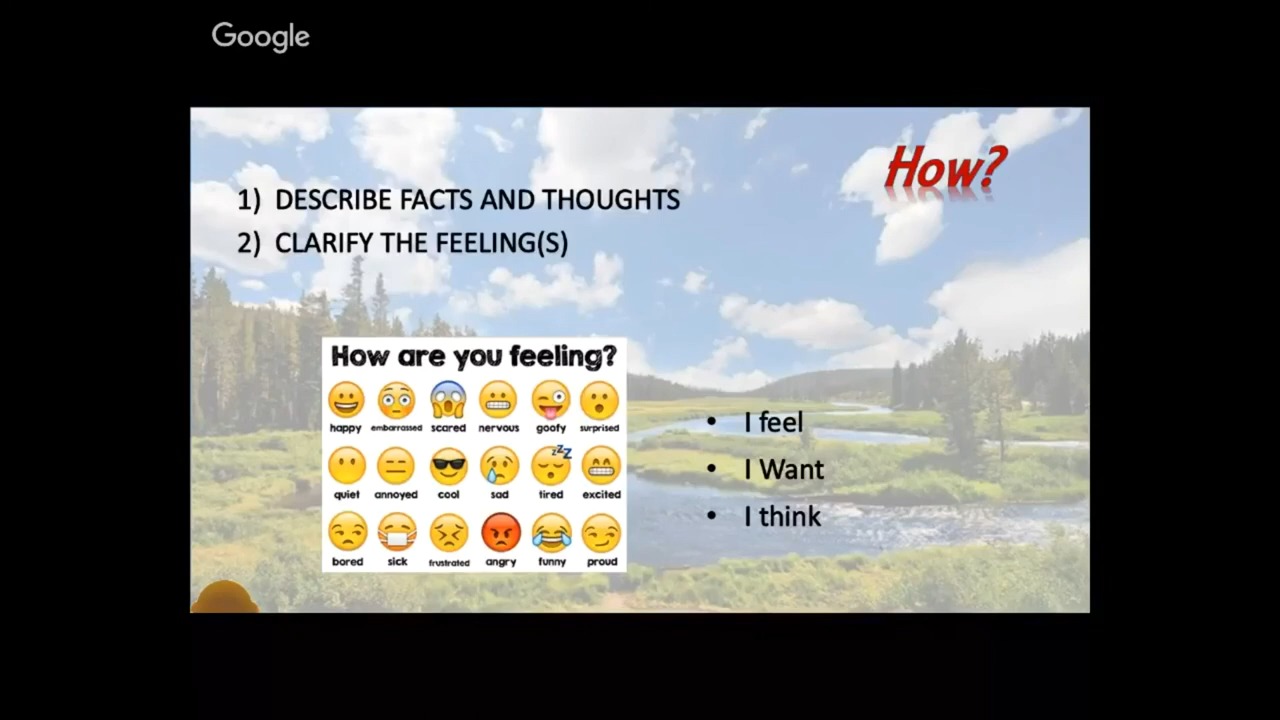 Google
How?
1) DESCRIBE FACTS AND THOUGHTS
2) CLARIFY THE FEELING(S)
How are you feeling?
happy embarrassed scared nervous goofy surprised
zzZ
quiet annoyed cool sad tired excited
bored sick frustrated angry funny proud
• I feel
• I Want
• I think